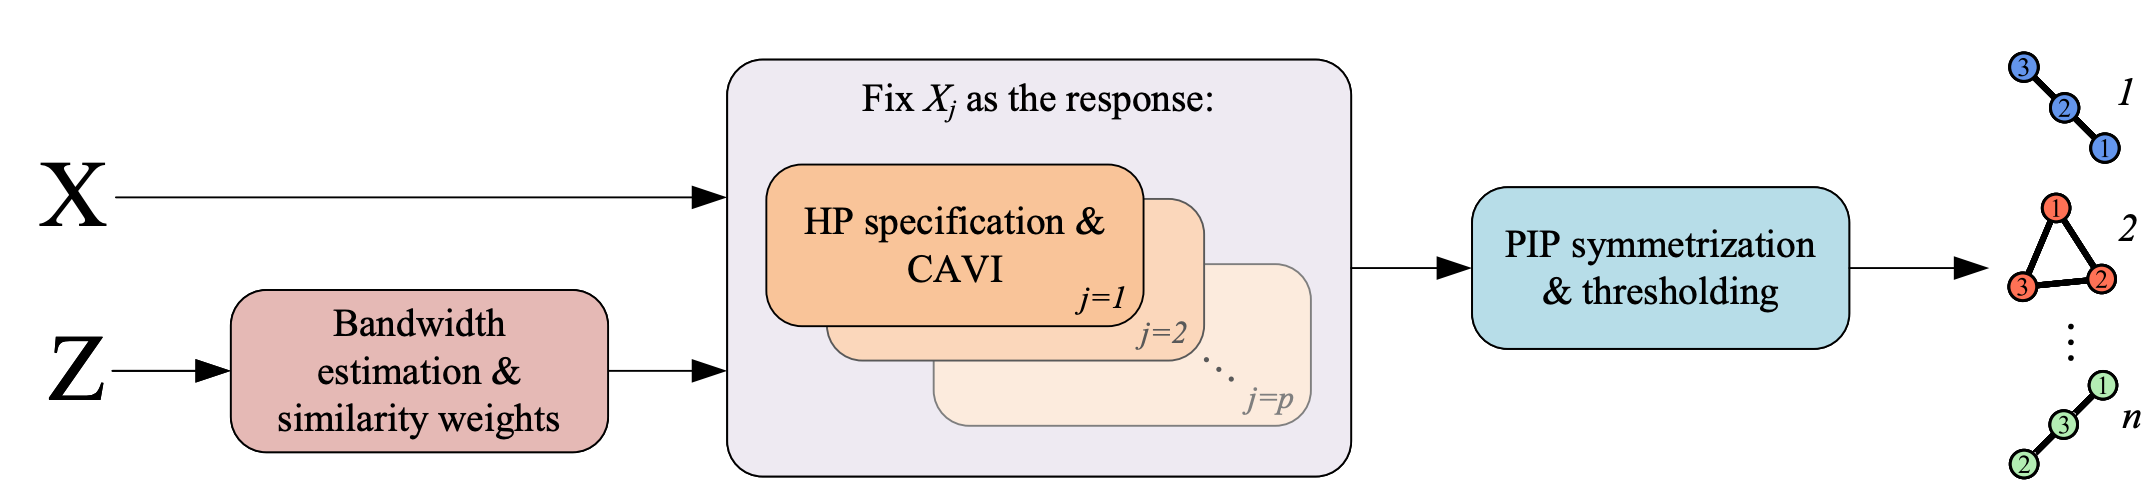 X
Z
Bandwidth
estimation &
similarity weights
Fix Xj as the response:
HP specification &
CAVI
j=1
j=2
j=p
PIP symmetrization
& thresholding
3
2
1
1
1
3
2
2
1
3
2
n